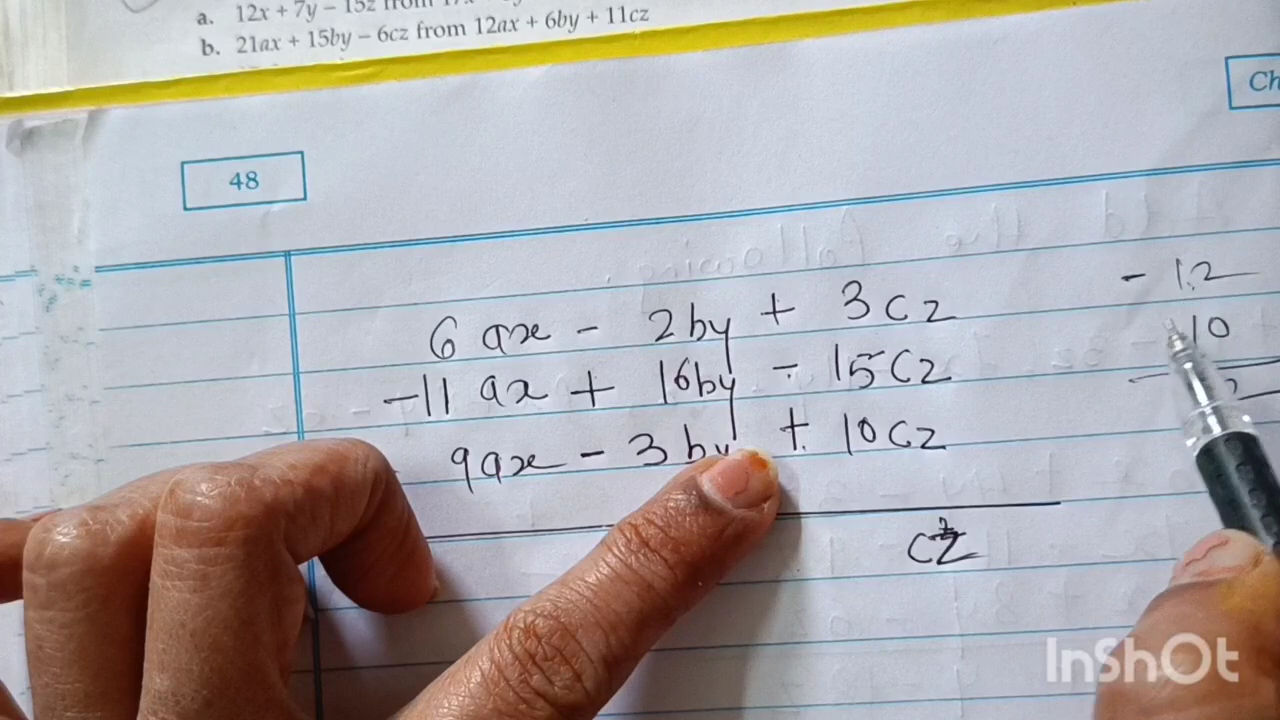 a. 12x + 7y − 15z from
b. 21ax + 15by − 6cz from 12ax + 6by + 11cz
Ch
48
6ax − 2by + 3cz
−11ax + 16by − 15cz
9ax − 3by + 10cz
cz
− 12
10
2
InShOt